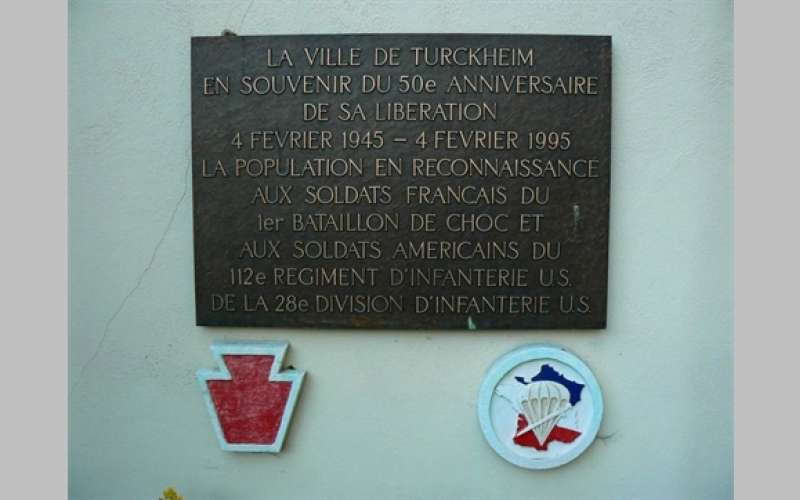 LA VILLE DE TURCKHEIM
EN SOUVENIR DU 50e ANNIVERSAIRE
DE SA LIBERATION
4 FEVRIER 1945 – 4 FEVRIER 1995
LA POPULATION EN RECONNAISSANCE
AUX SOLDATS FRANCAIS DU
1er BATAILLON DE CHOC ET
AUX SOLDATS AMERICAINS DU
112e REGIMENT D'INFANTERIE U.S.
DE LA 28e DIVISION D'INFANTERIE U.S.